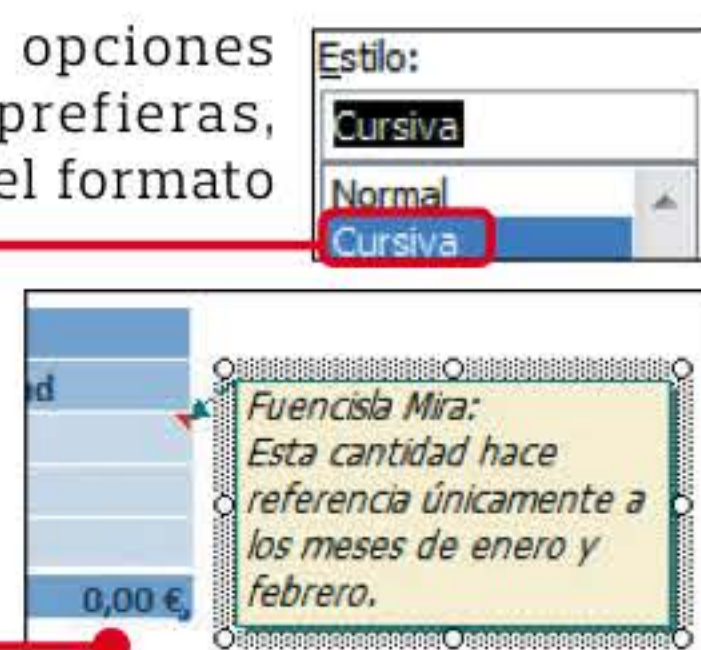 opciones
prefieras,
el formato
Estilo:
Cursiva
Normal
Cursiva
Fuencisla Mira:
Esta cantidad hace
referencia únicamente a
los meses de enero y
febrero.
0,00 €